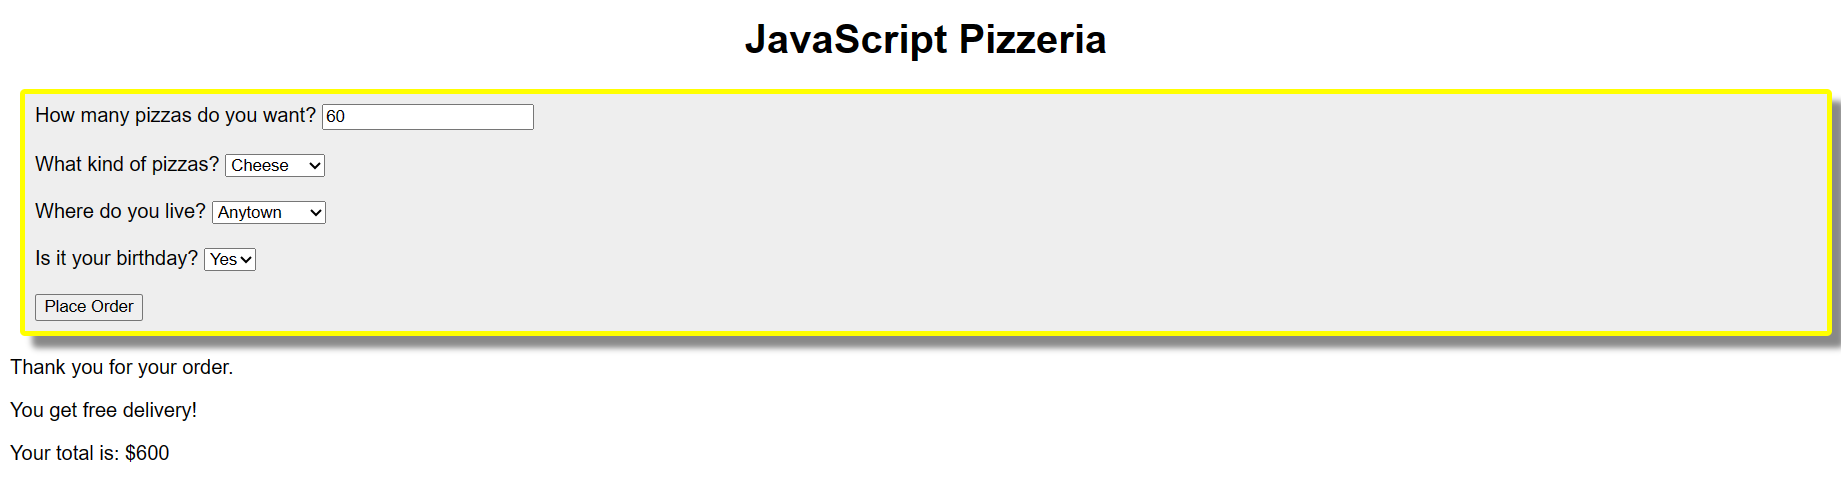 JavaScript Pizzeria
How many pizzas do you want? 60
What kind of pizzas? Cheese
Where do you live? Anytown
Is it your birthday? Yes
Place Order
Thank you for your order.
You get free delivery!
Your total is: $600